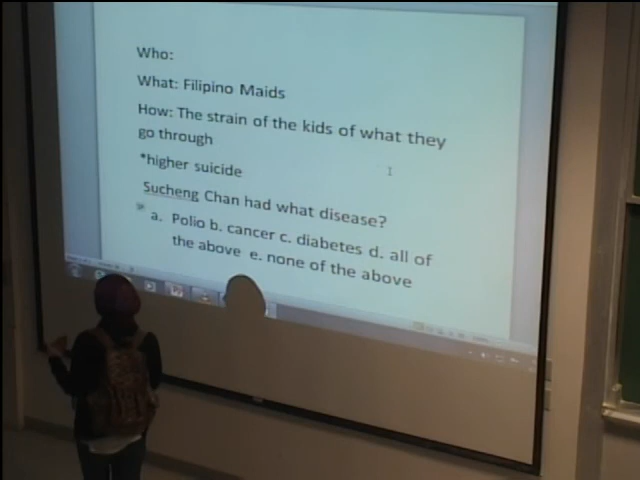 Who:
What: Filipino Maids
How: The strain of the kids of what they
go through
*higher suicide
Sucheng Chan had what disease?
a. Polio b. cancer c. diabetes d. all of
the above e. none of the above